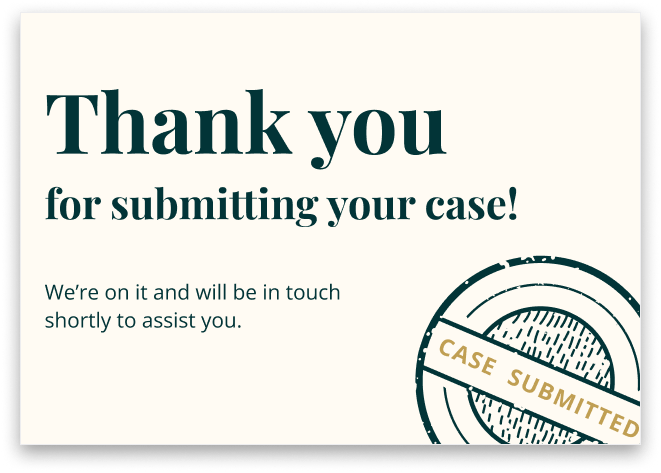 Thank you
for submitting your case!
We’re on it and will be in touch
shortly to assist you.
CASE SUBMITTED